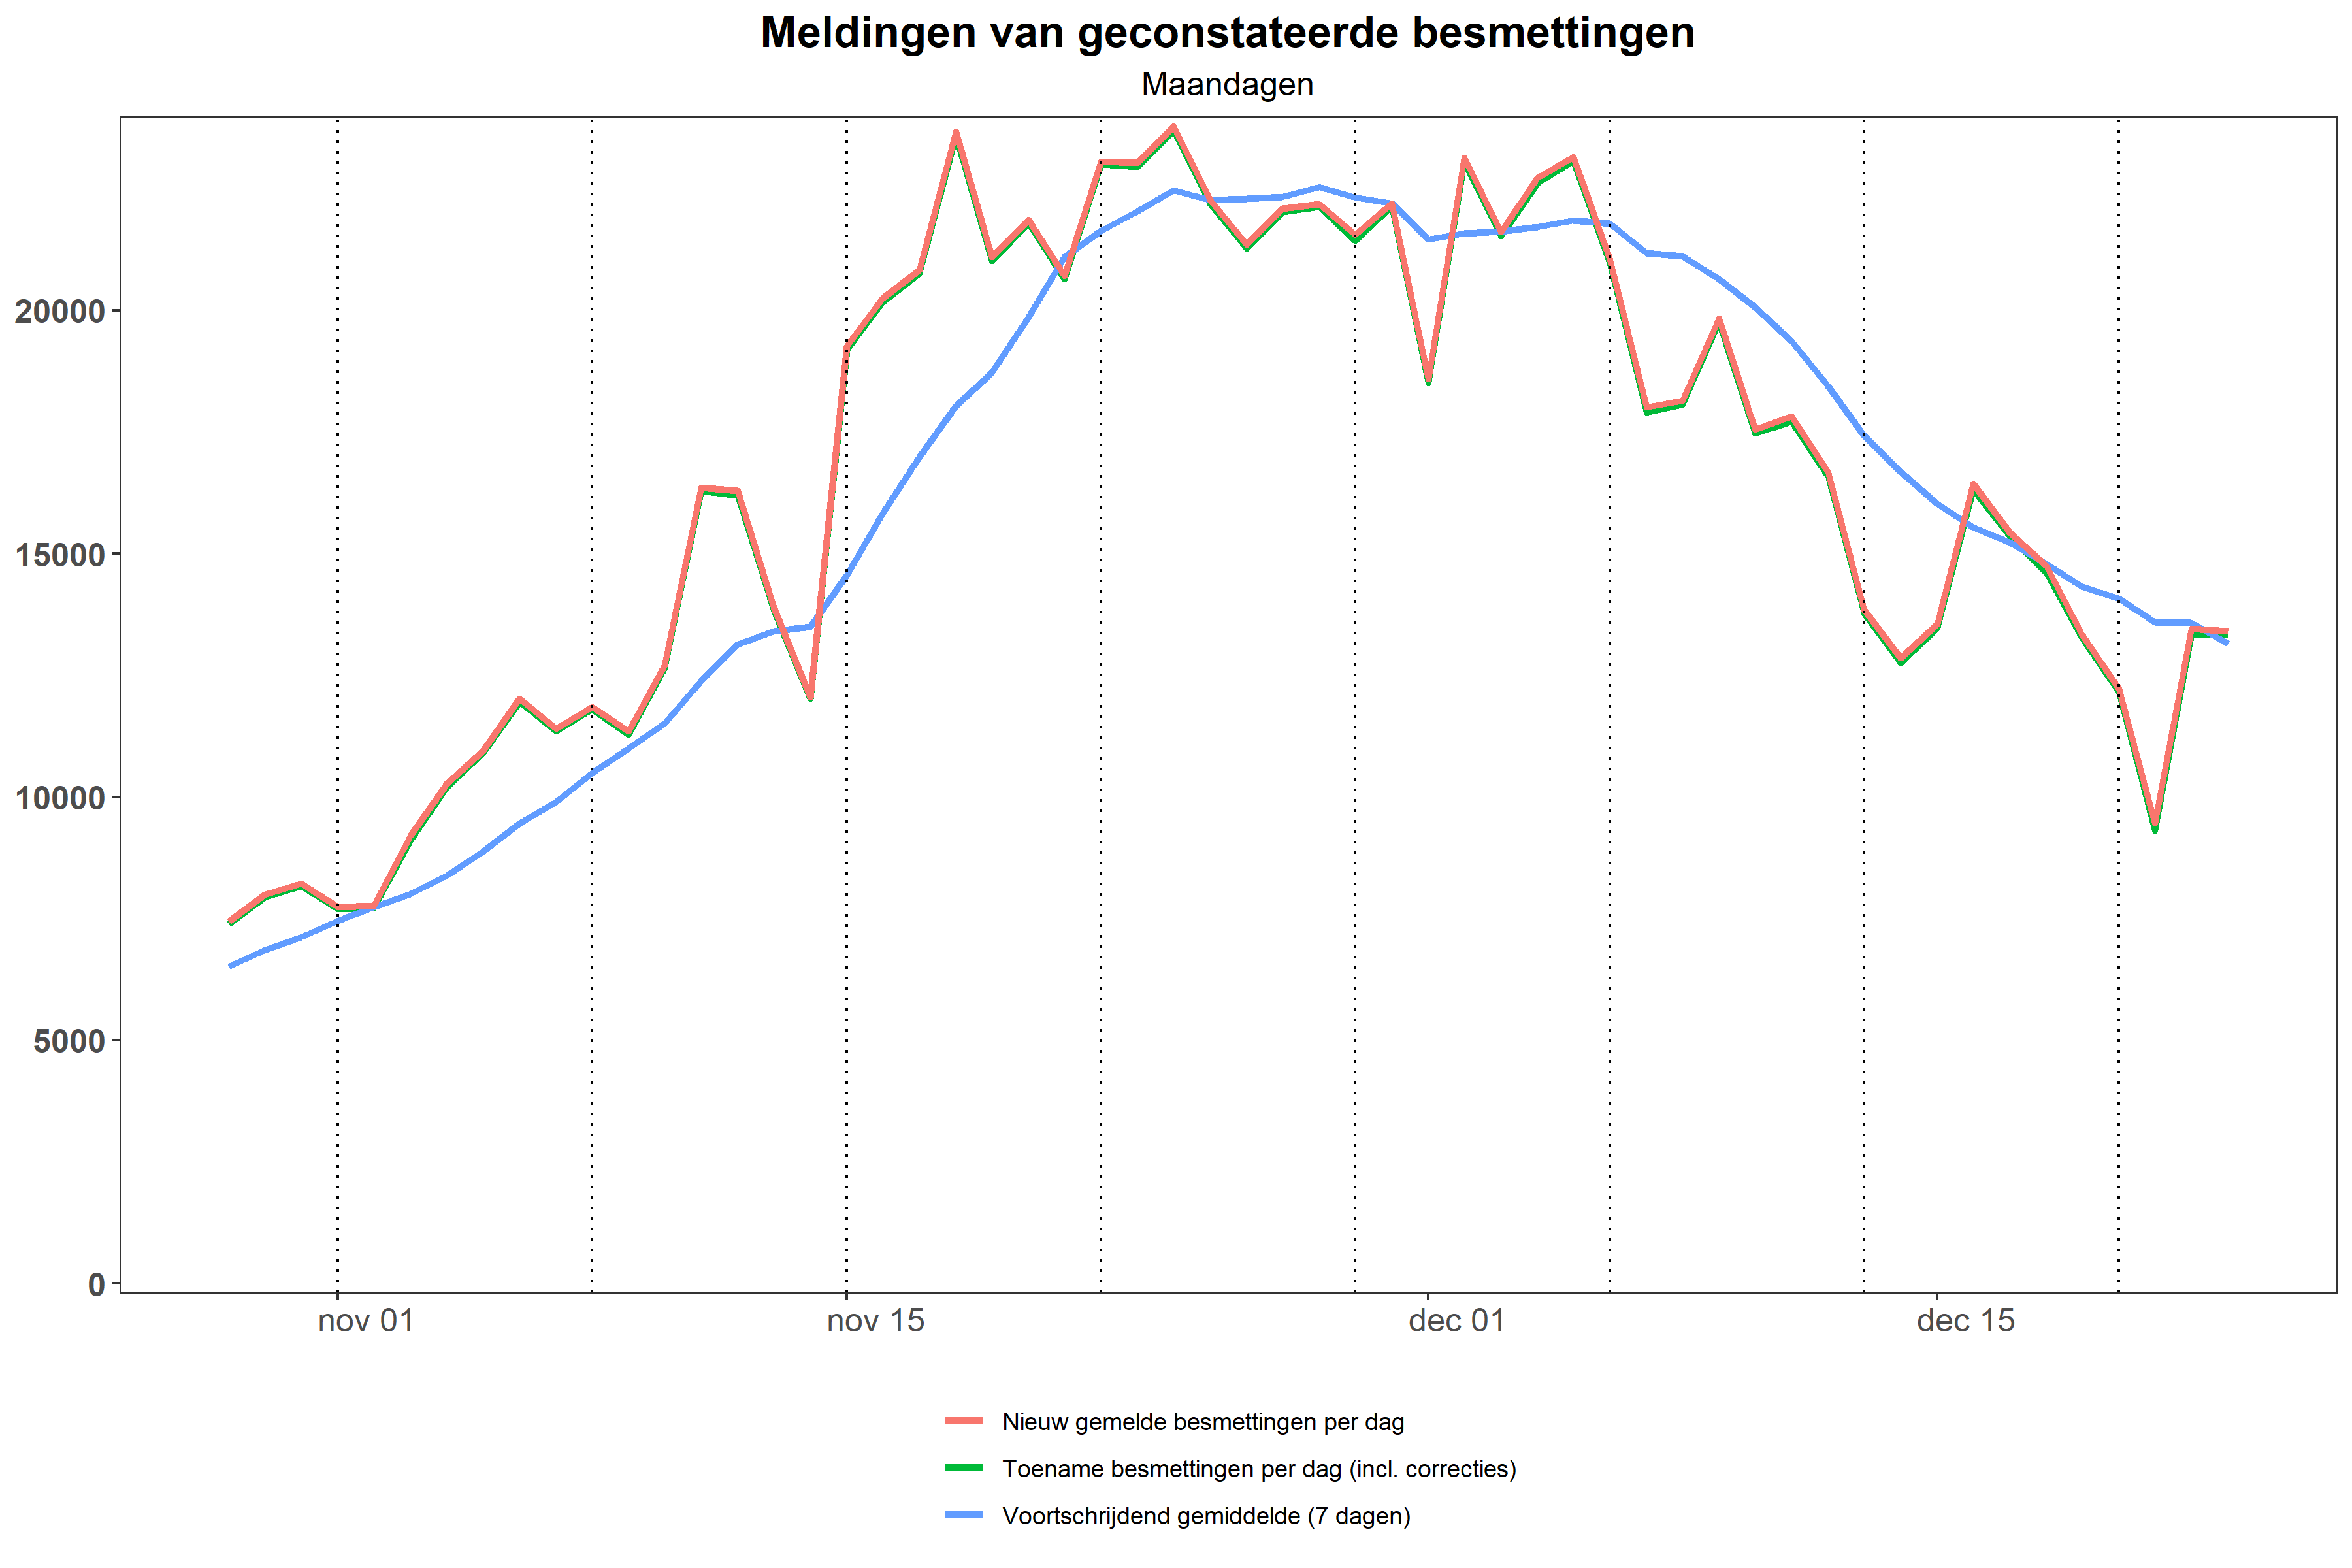 Meldingen van geconstateerde besmettingen
Maandagen
20000
15000
10000
5000
0
nov 01
nov 15
dec 01
dec 15
Nieuw gemelde besmettingen per dag
Toename besmettingen per dag (incl. correcties)
Voortschrijdend gemiddelde (7 dagen)